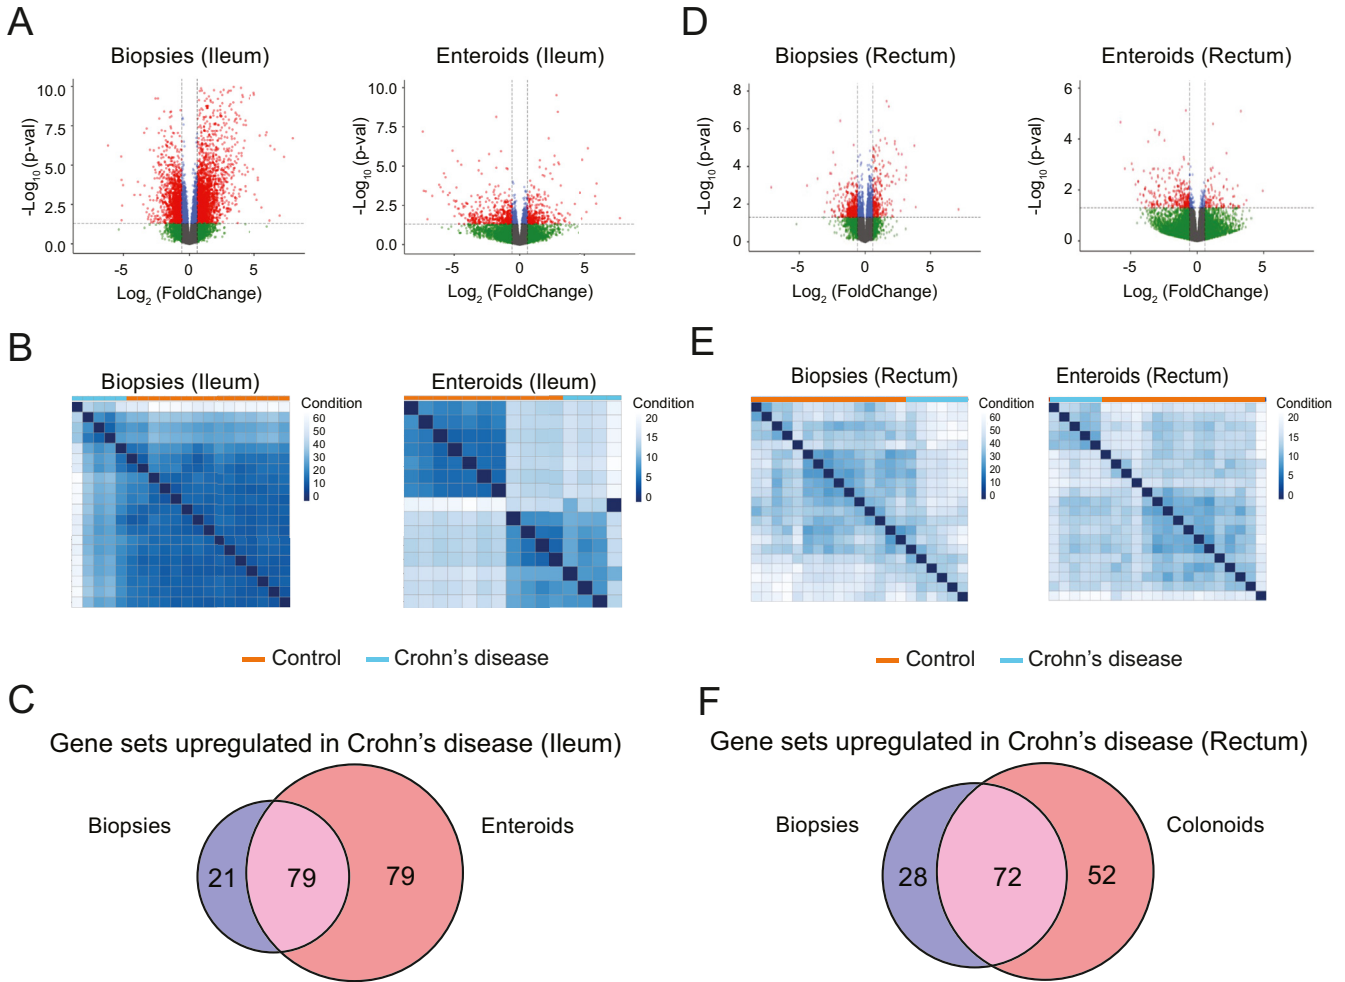 A
Biopsies (Ileum)
10.0
7.5
5.0
2.5
0.0
-Log10 (p-val)
-5
0
5
Log2 (FoldChange)
Enteroids (Ileum)
10.0
7.5
5.0
2.5
0.0
-Log10 (p-val)
-5
0
5
Log2 (FoldChange)
D
Biopsies (Rectum)
8
6
4
2
0
-Log10 (p-val)
-5
0
5
Log2 (FoldChange)
Enteroids (Rectum)
6
4
2
0
-Log10 (p-val)
-5
0
5
Log2 (FoldChange)
B
Biopsies (Ileum)
Condition
60
50
40
30
20
10
0
Enteroids (Ileum)
Condition
20
15
10
5
0
Control
Crohn's disease
E
Biopsies (Rectum)
Condition
60
50
40
30
20
10
0
Enteroids (Rectum)
Condition
20
15
10
5
0
Control
Crohn's disease
C
Gene sets upregulated in Crohn's disease (Ileum)
Biopsies
Enteroids
21
79
79
F
Gene sets upregulated in Crohn's disease (Rectum)
Biopsies
Colonoids
28
72
52